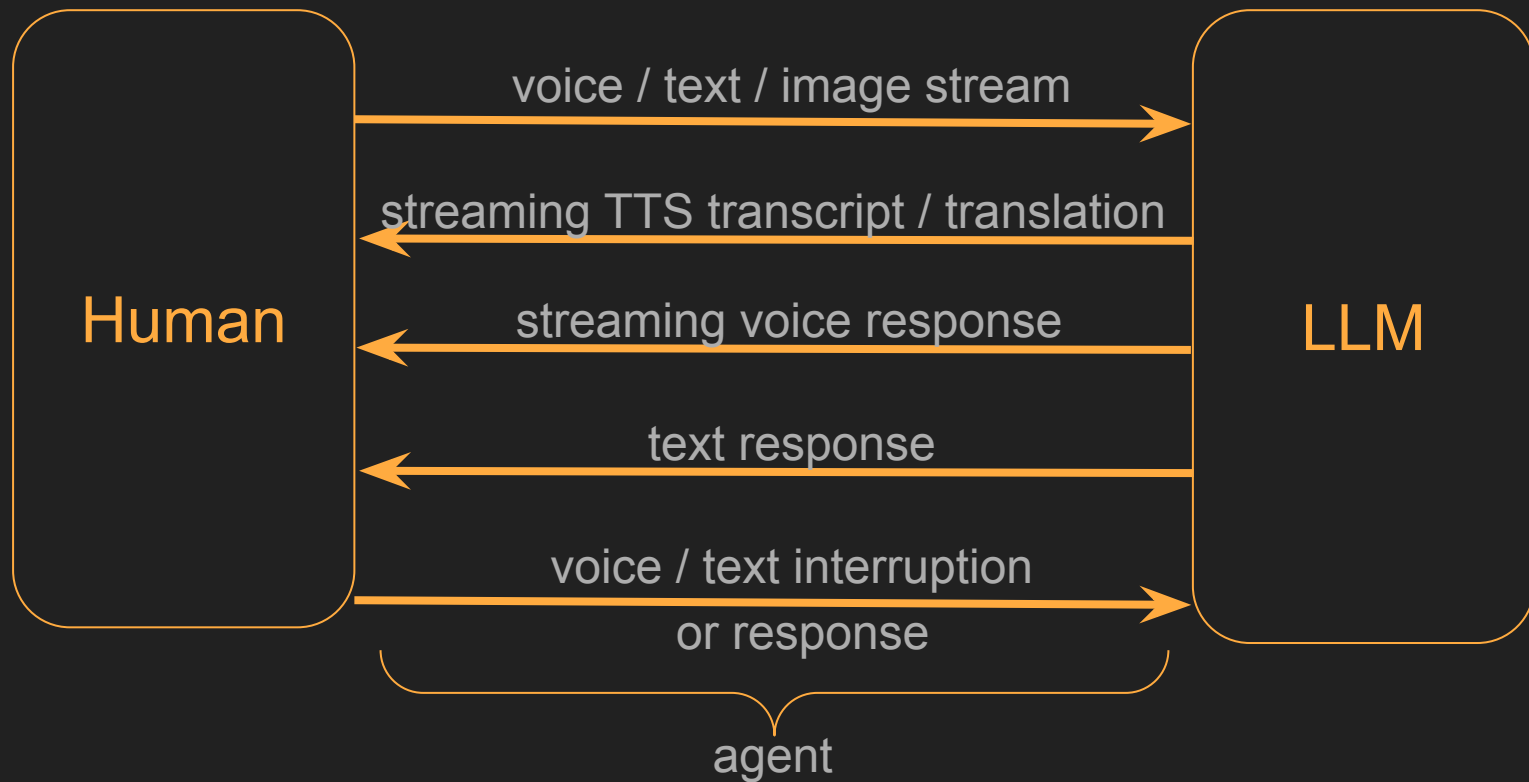 voice / text / image stream
streaming TTS transcript / translation
Human
streaming voice response
LLM
text response
voice / text interruption
or response
agent